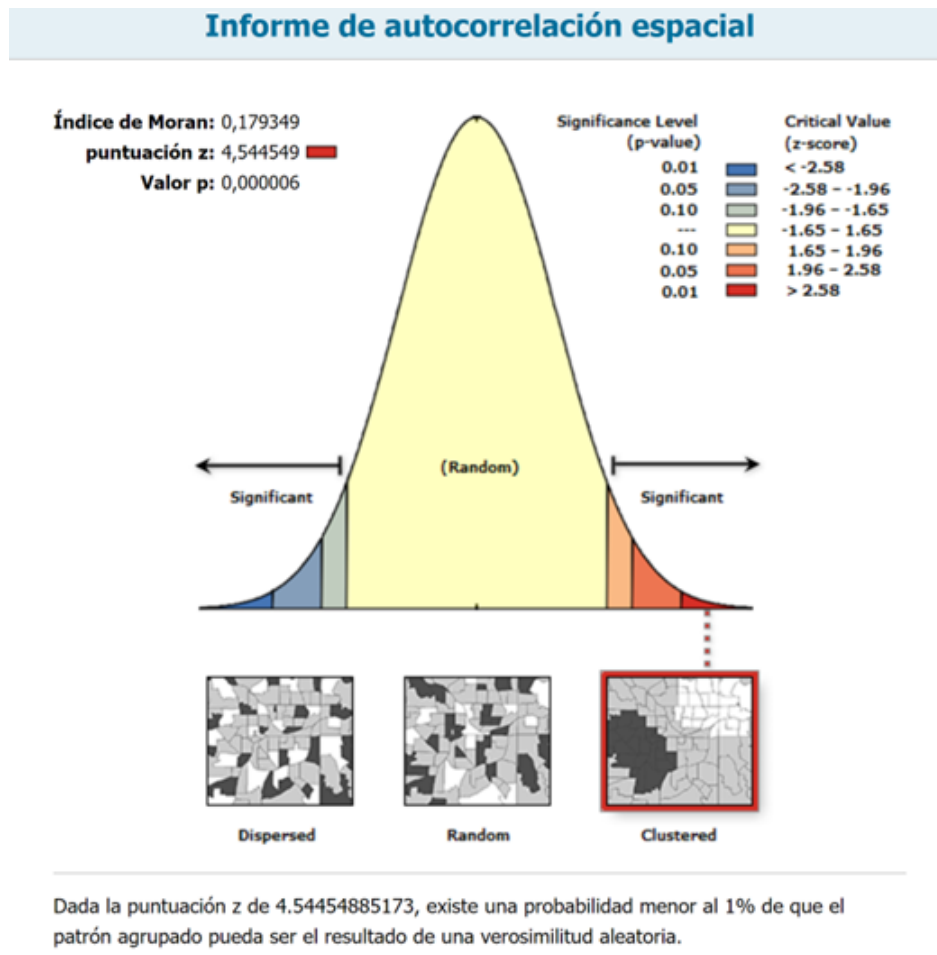 Informe de autocorrelación espacial
Índice de Moran: 0,179349
puntuación z: 4,544549
Valor p: 0,000006
Significance Level
(p-value)
Critical Value
(z-score)
0.01 < -2.58
0.05 -2.58 – -1.96
0.10 -1.96 – -1.65
--- -1.65 – 1.65
0.10 1.65 – 1.96
0.05 1.96 – 2.58
0.01 > 2.58
(Random)
Significant
Significant
Dispersed
Random
Clustered
Dada la puntuación z de 4.54454885173, existe una probabilidad menor al 1% de que el
patrón agrupado pueda ser el resultado de una verosimilitud aleatoria.